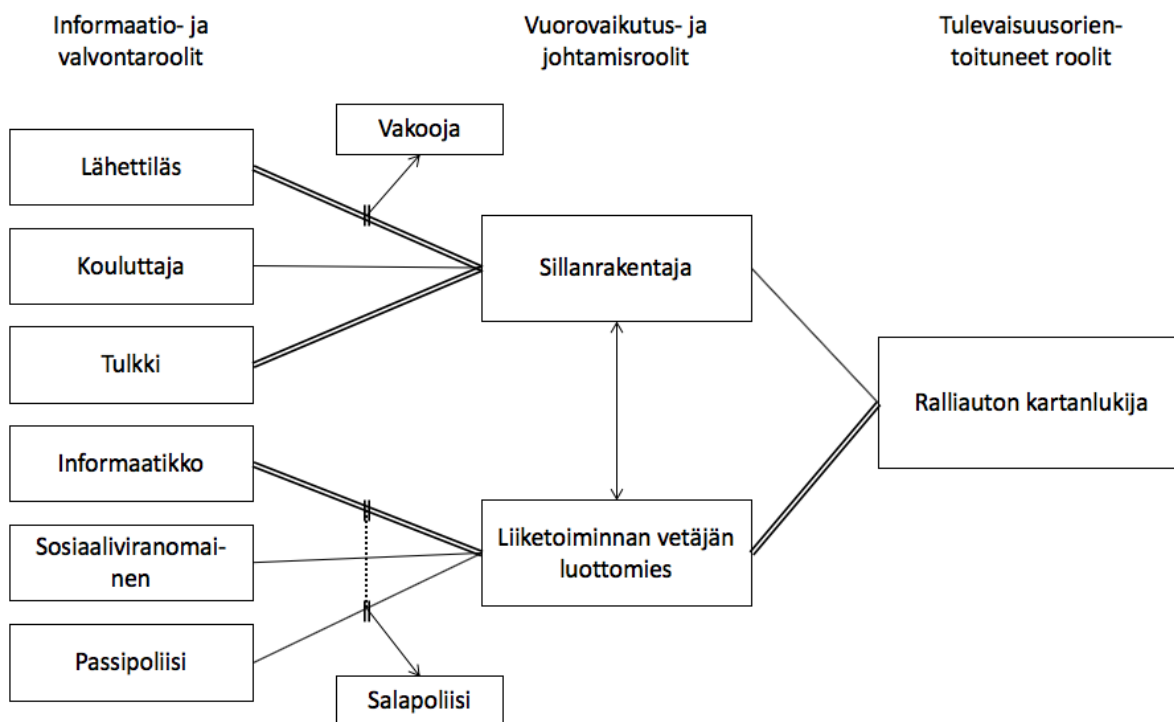 Informaatio- ja
valvontaroolit
Vuorovaikutus- ja
johtamisroolit
Tulevaisuusorien-
toituneet roolit
Vakooja
Lähettiläs
Kouluttaja
Tulkki
Informaatikko
Sosiaaliviranomai-
nen
Passipoliisi
Salapoliisi
Sillanrakentaja
Liiketoiminnan vetäjän
luottomies
Ralliauton kartanlukija